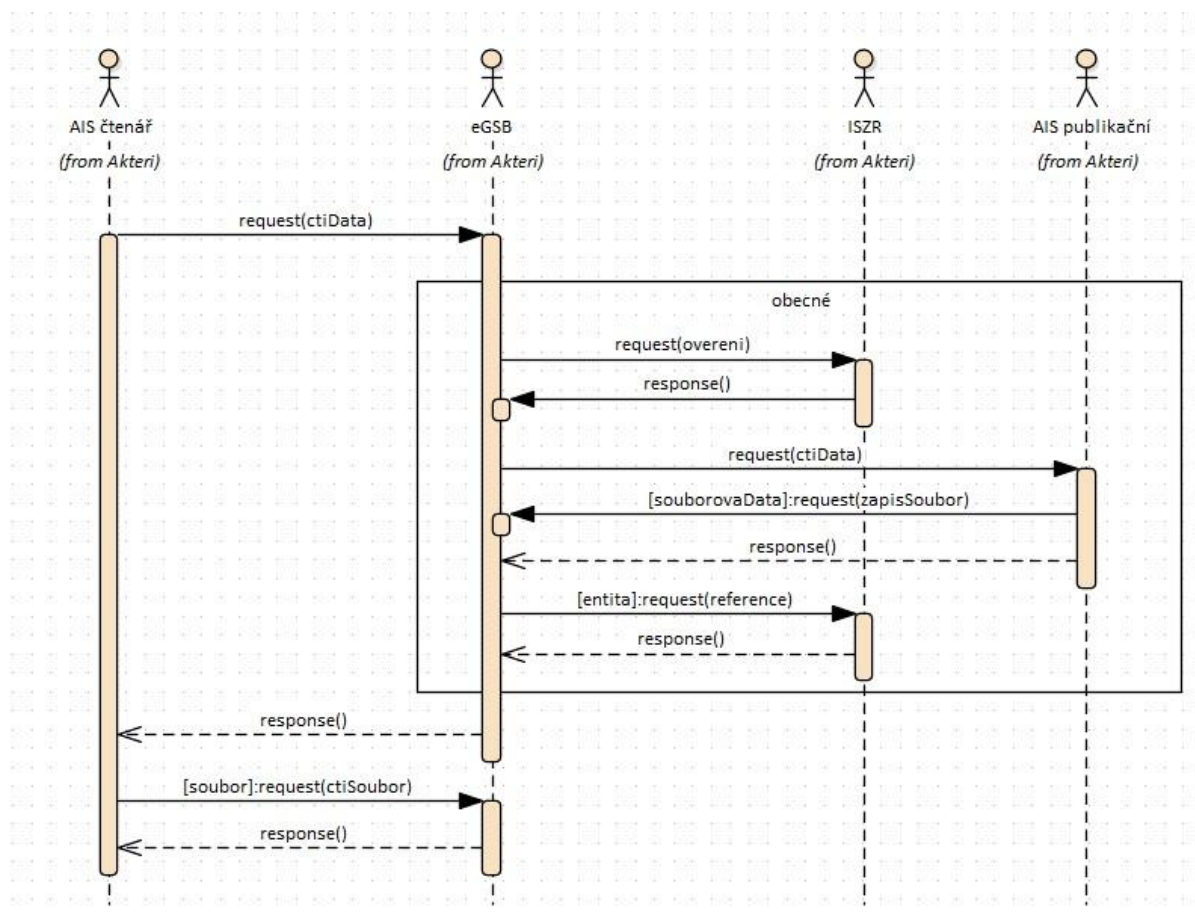 AIS čtenář
(from Akteri)
eGSB
(from Akteri)
ISZR
(from Akteri)
AIS publikační
(from Akteri)
request(ctiData)
obecné
request(overeni)
response()
request(ctiData)
[souborovaData]:request(zapisSoubor)
response()
[entita]:request(reference)
response()
response()
[soubor]:request(ctiSoubor)
response()